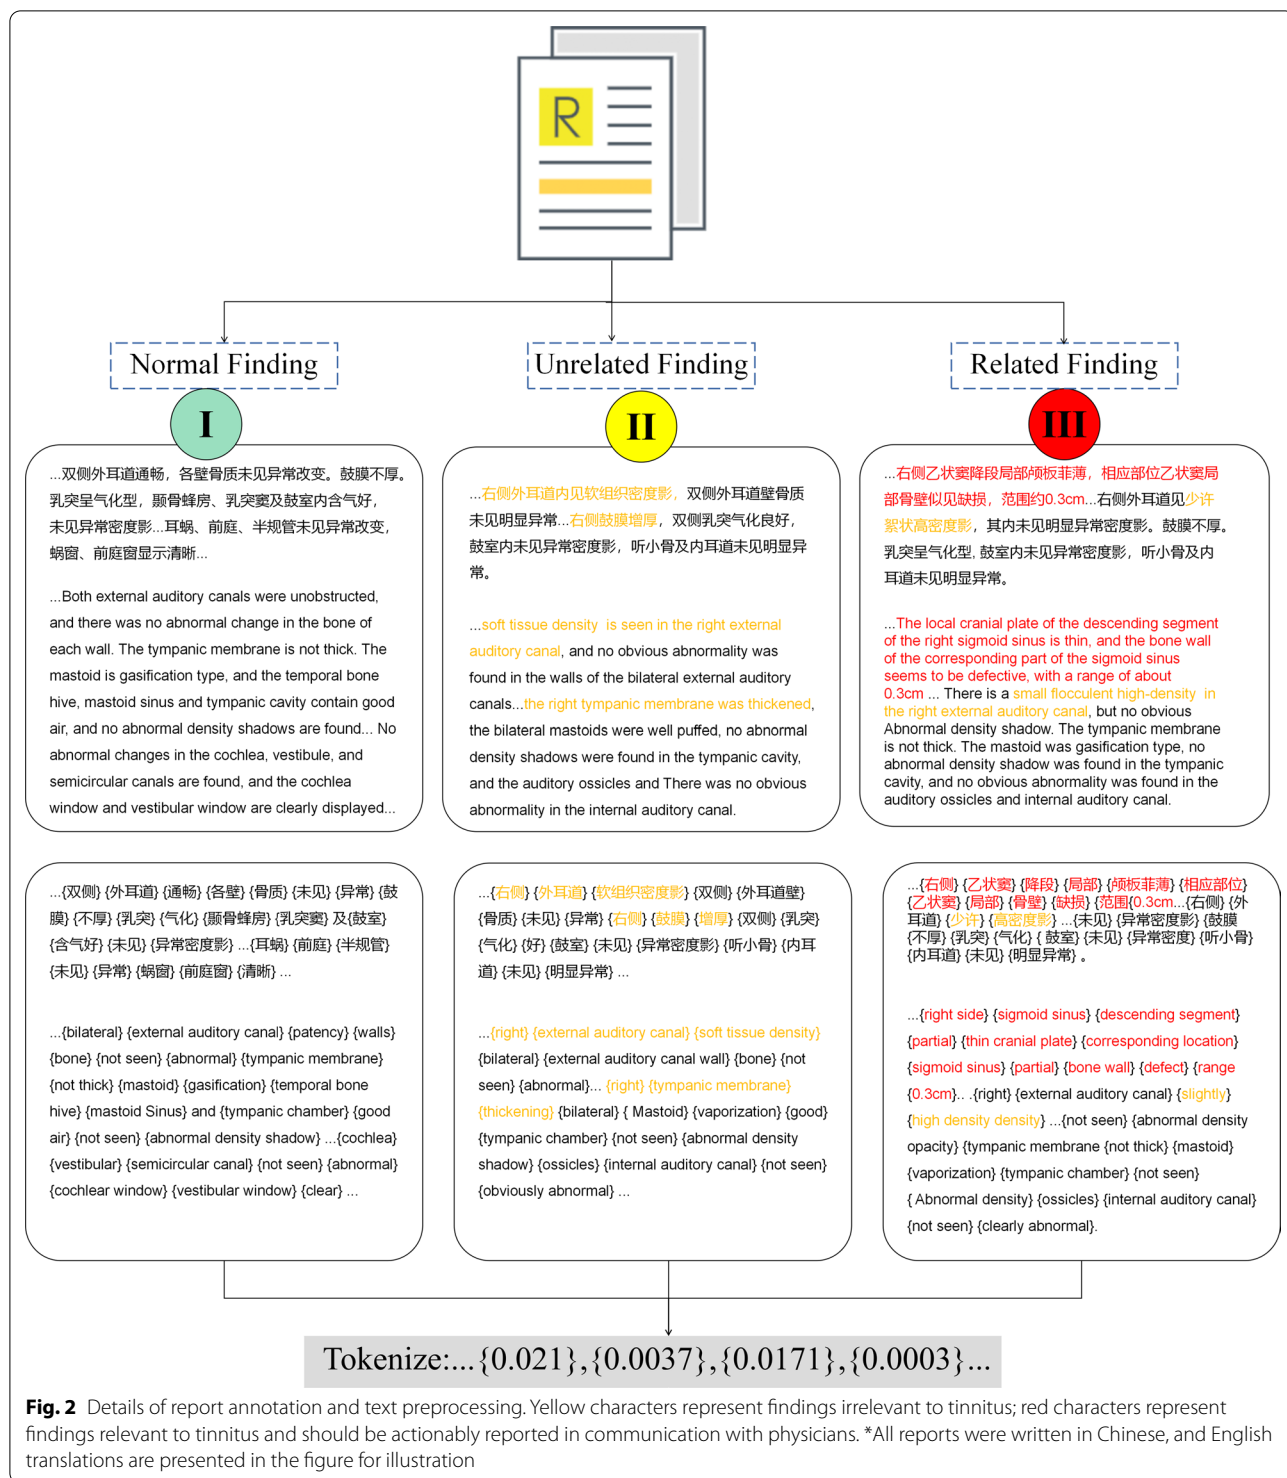 R
Normal Finding
Unrelated Finding
Related Finding
I
II
III
...双侧外耳道通畅，各壁骨质未见异常改变。鼓膜不厚。
乳突呈气化型，颞骨蜂房、乳突窦及鼓室内含气好，
未见异常密度影...耳蜗、前庭、半规管未见异常改变，
蜗窗、前庭窗显示清晰...
...Both external auditory canals were unobstructed,
and there was no abnormal change in the bone of
each wall. The tympanic membrane is not thick. The
mastoid is gasification type, and the temporal bone
hive, mastoid sinus and tympanic cavity contain good
air, and no abnormal density shadows are found... No
abnormal changes in the cochlea, vestibule, and
semicircular canals are found, and the cochlea
window and vestibular window are clearly displayed...
...右侧外耳道内见软组织密度影，双侧外耳道壁骨质
未见明显异常...右侧鼓膜增厚，双侧乳突气化良好，
鼓室内未见异常密度影，听小骨及内耳道未见明显异
常。
...soft tissue density is seen in the right external
auditory canal, and no obvious abnormality was
found in the walls of the bilateral external auditory
canals...the right tympanic membrane was thickened,
the bilateral mastoids were well puffed, no abnormal
density shadows were found in the tympanic cavity,
and the auditory ossicles and There was no obvious
abnormality in the internal auditory canal.
...右侧乙状窦降段局部颅板菲薄，相应部位乙状窦局
部骨壁似见缺损，范围约0.3cm...右侧外耳道见少许
絮状高密度影，其内未见明显异常密度影。鼓膜不厚。
乳突呈气化型, 鼓室内未见异常密度影，听小骨及内
耳道未见明显异常。
...The local cranial plate of the descending segment
of the right sigmoid sinus is thin, and the bone wall
of the corresponding part of the sigmoid sinus
seems to be defective, with a range of about
0.3cm ... There is a small flocculent high-density in
the right external auditory canal, but no obvious
Abnormal density shadow. The tympanic membrane
is not thick. The mastoid was gasification type, no
abnormal density shadow was found in the tympanic
cavity, and no obvious abnormality was found in the
auditory ossicles and internal auditory canal.
...{双侧} {外耳道} {通畅} {各壁} {骨质} {未见} {异常} {鼓
膜} {不厚} {乳突} {气化} {颞骨蜂房} {乳突窦} 及{鼓室}
{含气好} {未见} {异常密度影} ...{耳蜗} {前庭} {半规管}
{未见} {异常} {蜗窗} {前庭窗} {清晰} ...
...{bilateral} {external auditory canal} {patency} {walls}
{bone} {not seen} {abnormal} {tympanic membrane}
{not thick} {mastoid} {gasification} {temporal bone
hive} {mastoid Sinus} and {tympanic chamber} {good
air} {not seen} {abnormal density shadow} ...{cochlea}
{vestibular} {semicircular canal} {not seen} {abnormal}
{cochlear window} {vestibular window} {clear} ...
...{右侧} {外耳道} {软组织密度影} {双侧} {外耳道壁}
{骨质} {未见} {异常} {右侧} {鼓膜} {增厚} {双侧} {乳突}
{气化} {好} {鼓室} {未见} {异常密度影} {听小骨} {内耳
道} {未见} {明显异常} ...
...{right} {external auditory canal} {soft tissue density}
{bilateral} {external auditory canal wall} {bone} {not
seen} {abnormal}... {right} {tympanic membrane}
{thickening} {bilateral} { Mastoid} {vaporization} {good}
{tympanic chamber} {not seen} {abnormal density
shadow} {ossicles} {internal auditory canal} {not seen}
{obviously abnormal} ...
...{右侧} {乙状窦} {降段} {局部} {颅板菲薄} {相应部位}
{乙状窦} {局部} {骨壁} {缺损} {范围{0.3cm...{右侧} {外
耳道} {少许} {高密度影} ...{未见} {异常密度影} {鼓膜
{不厚} {乳突} {气化} { 鼓室} {未见} {异常密度} {听小骨}
{内耳道} {未见} {明显异常} 。
...{right side} {sigmoid sinus} {descending segment}
{partial} {thin cranial plate} {corresponding location}
{sigmoid sinus} {partial} {bone wall} {defect} {range
{0.3cm}.. .{right} {external auditory canal} {slightly}
{high density density} ...{not seen} {abnormal density
opacity} {tympanic membrane {not thick} {mastoid}
{vaporization} {tympanic chamber} {not seen}
{ Abnormal density} {ossicles} {internal auditory canal}
{not seen} {clearly abnormal}.
Tokenize:...{0.021},{0.0037},{0.0171},{0.0003}...
Fig. 2 Details of report annotation and text preprocessing. Yellow characters represent findings irrelevant to tinnitus; red characters represent
findings relevant to tinnitus and should be actionably reported in communication with physicians. *All reports were written in Chinese, and English
translations are presented in the figure for illustration